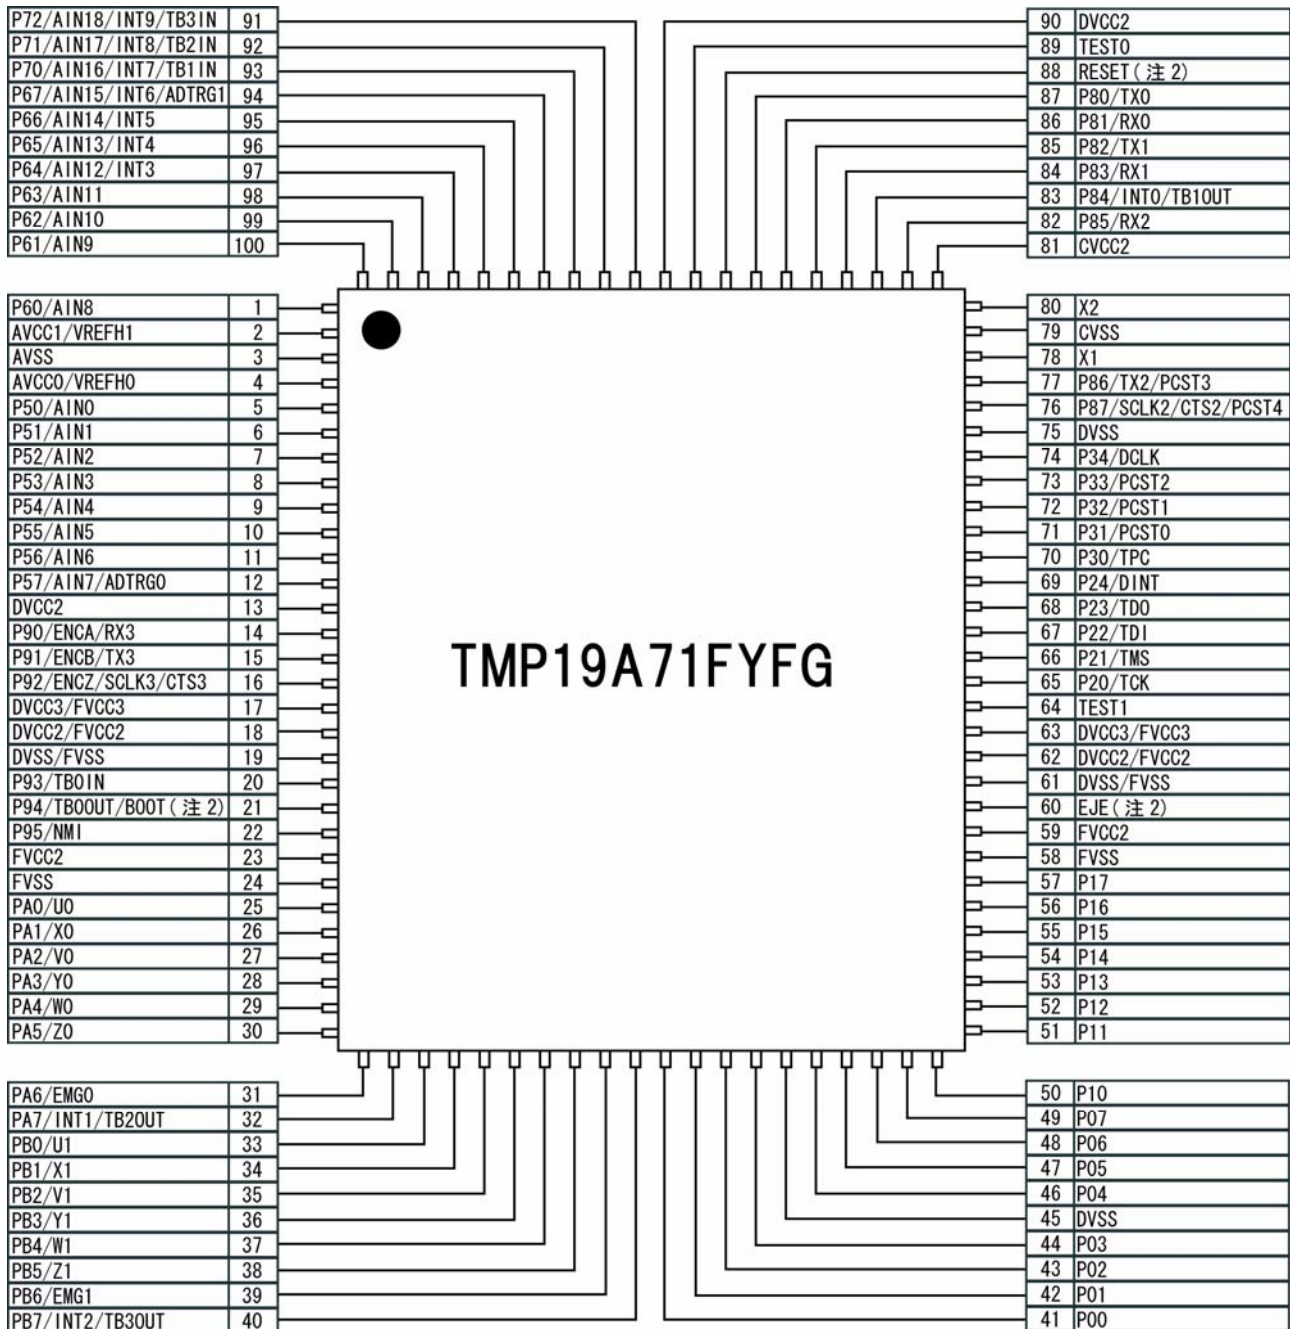 P72/AIN18/INT9/TB3IN 91
P71/AIN17/INT8/TB2IN 92
P70/AIN16/INT7/TB1IN 93
P67/AIN15/INT6/ADTRG1 94
P66/AIN14/INT5 95
P65/AIN13/INT4 96
P64/AIN12/INT3 97
P63/AIN11 98
P62/AIN10 99
P61/AIN9 100
90 DVCC2
89 TEST0
88 RESET(注2)
87 P80/TX0
86 P81/RX0
85 P82/TX1
84 P83/RX1
83 P84/INT0/TB1OUT
82 P85/RX2
81 CVCC2
P60/AIN8 1
AVCC1/VREFH1 2
AVSS 3
AVCC0/VREFH0 4
P50/AIN0 5
P51/AIN1 6
P52/AIN2 7
P53/AIN3 8
P54/AIN4 9
P55/AIN5 10
P56/AIN6 11
P57/AIN7/ADTRG0 12
DVCC2 13
P90/ENCA/RX3 14
P91/ENCB/TX3 15
P92/ENCZ/SCLK3/CTS3 16
DVCC3/FVCC3 17
DVCC2/FVCC2 18
DVSS/FVSS 19
P93/TB0IN 20
P94/TB0OUT/BOOT(注2) 21
P95/NMI 22
FVCC2 23
FVSS 24
PA0/U0 25
PA1/X0 26
PA2/V0 27
PA3/Y0 28
PA4/W0 29
PA5/Z0 30
TMP19A71FYFG
80 X2
79 CVSS
78 X1
77 P86/TX2/PCST3
76 P87/SCLK2/CTS2/PCST4
75 DVSS
74 P34/DCLK
73 P33/PCST2
72 P32/PCST1
71 P31/PCST0
70 P30/TPC
69 P24/DINT
68 P23/TDO
67 P22/TDI
66 P21/TMS
65 P20/TCK
64 TEST1
63 DVCC3/FVCC3
62 DVCC2/FVCC2
61 DVSS/FVSS
60 EJE(注2)
59 FVCC2
58 FVSS
57 P17
56 P16
55 P15
54 P14
53 P13
52 P12
51 P11
PA6/EMG0 31
PA7/INT1/TB2OUT 32
PB0/U1 33
PB1/X1 34
PB2/V1 35
PB3/Y1 36
PB4/W1 37
PB5/Z1 38
PB6/EMG1 39
PB7/INT2/TB3OUT 40
50 P10
49 P07
48 P06
47 P05
46 P04
45 DVSS
44 P03
43 P02
42 P01
41 P00